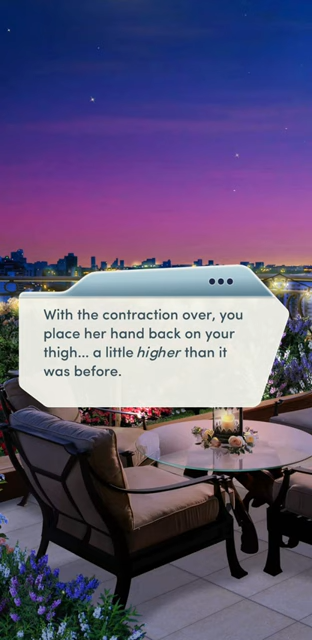 With the contraction over, you
place her hand back on your
thigh... a little higher than it
was before.